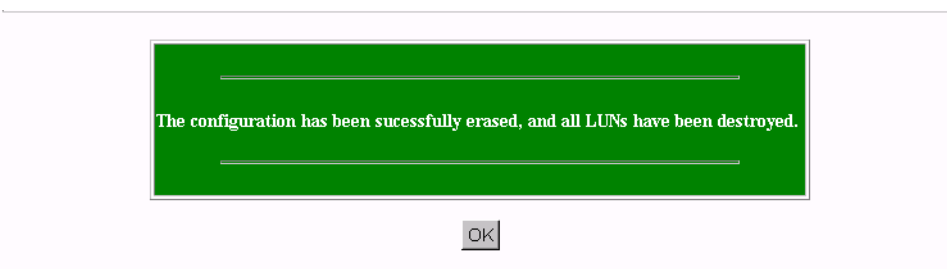 The configuration has been sucessfully erased, and all LUNs have been destroyed.
OK